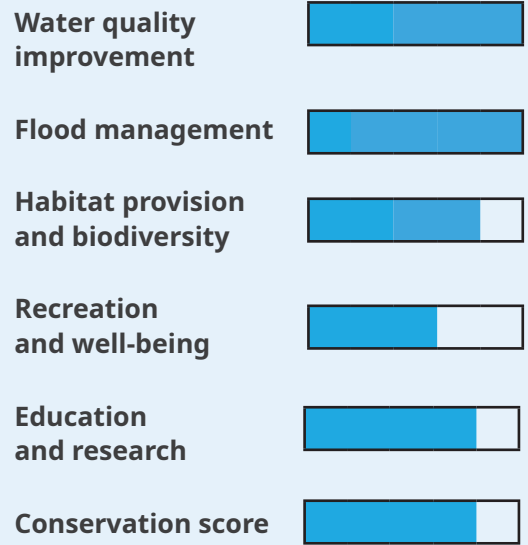 Water quality
improvement
Flood management
Habitat provision
and biodiversity
Recreation
and well-being
Education
and research
Conservation score